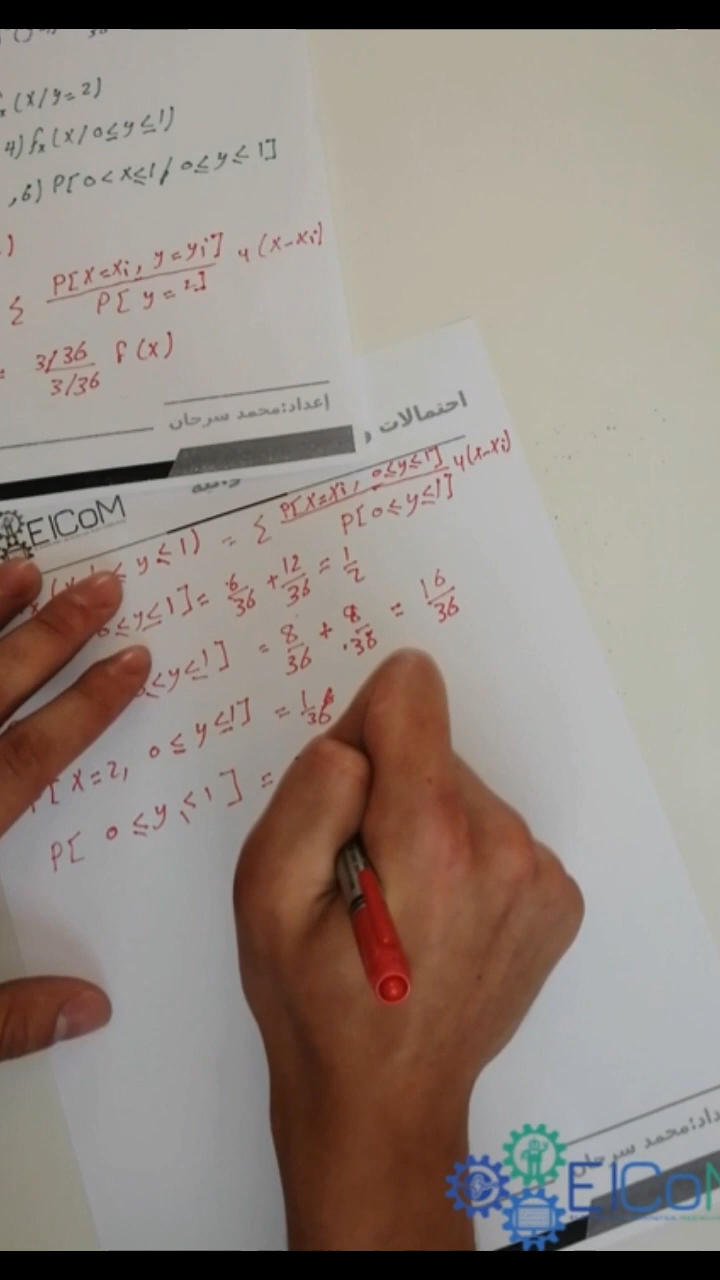 (x/y=2)
4) fₓ(x/0≤y≤1)
,6) P[0<x≤1/0≤y≤1]
Σ P[X=xᵢ, y=yᵢ] / P[y=2] u(x-xᵢ)
= 3/36 / 3/36 f(x)
إعداد:محمد سرحان
احتمالات
EICoM
y≤1) = Σ P[X=xᵢ, 0≤y≤1] / P[0≤y≤1] u(x-xᵢ)
≤y≤1] = 6/36 + 12/36 = 1/2
≤y≤1] = 8/36 + 8/36 = 16/36
[X=2, 0≤y≤1] = 1/36
P[0≤y≤1] =
محمد سرحان
EICoM